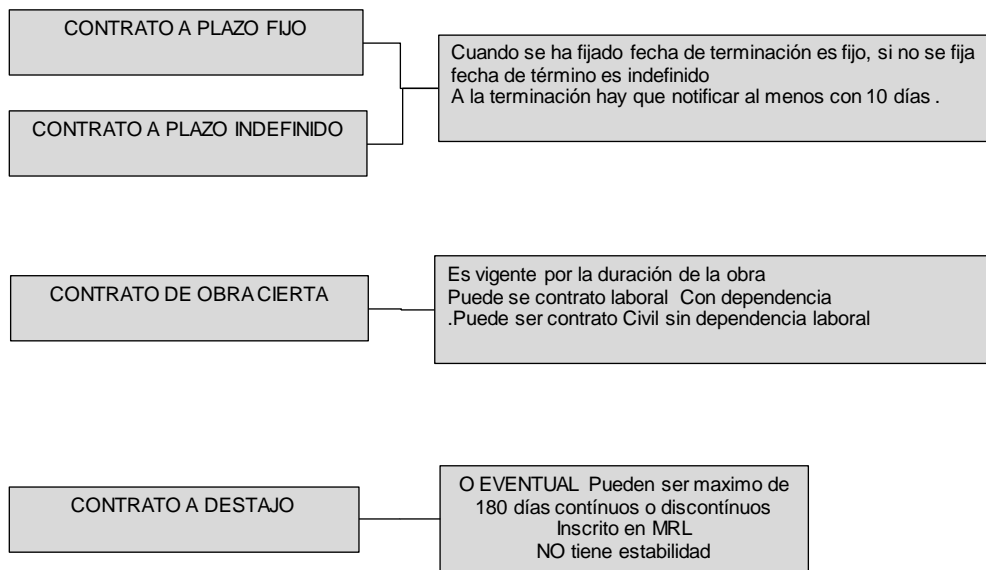 CONTRATO A PLAZO FIJO
Cuando se ha fijado fecha de terminación es fijo, si no se fija
fecha de término es indefinido
A la terminación hay que notificar al menos con 10 días .
CONTRATO A PLAZO INDEFINIDO
CONTRATO DE OBRA CIERTA
Es vigente por la duración de la obra
Puede se contrato laboral Con dependencia
.Puede ser contrato Civil sin dependencia laboral
CONTRATO A DESTAJO
O EVENTUAL Pueden ser maximo de
180 días contínuos o discontínuos
Inscrito en MRL
NO tiene estabilidad